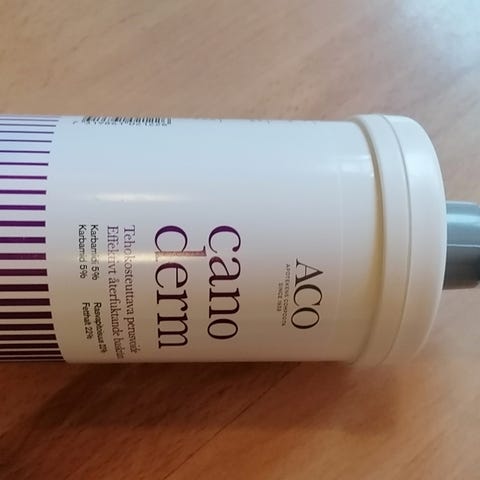 ACO
APOTEKENS COMPOSITA
SINCE 1939
cano
derm
Tehokosteuttava perusvoide
Effektivt återfuktande
Karbamidi 5% Rasvapitoisuus 22%
Karbamid 5% Fetthalt 22%